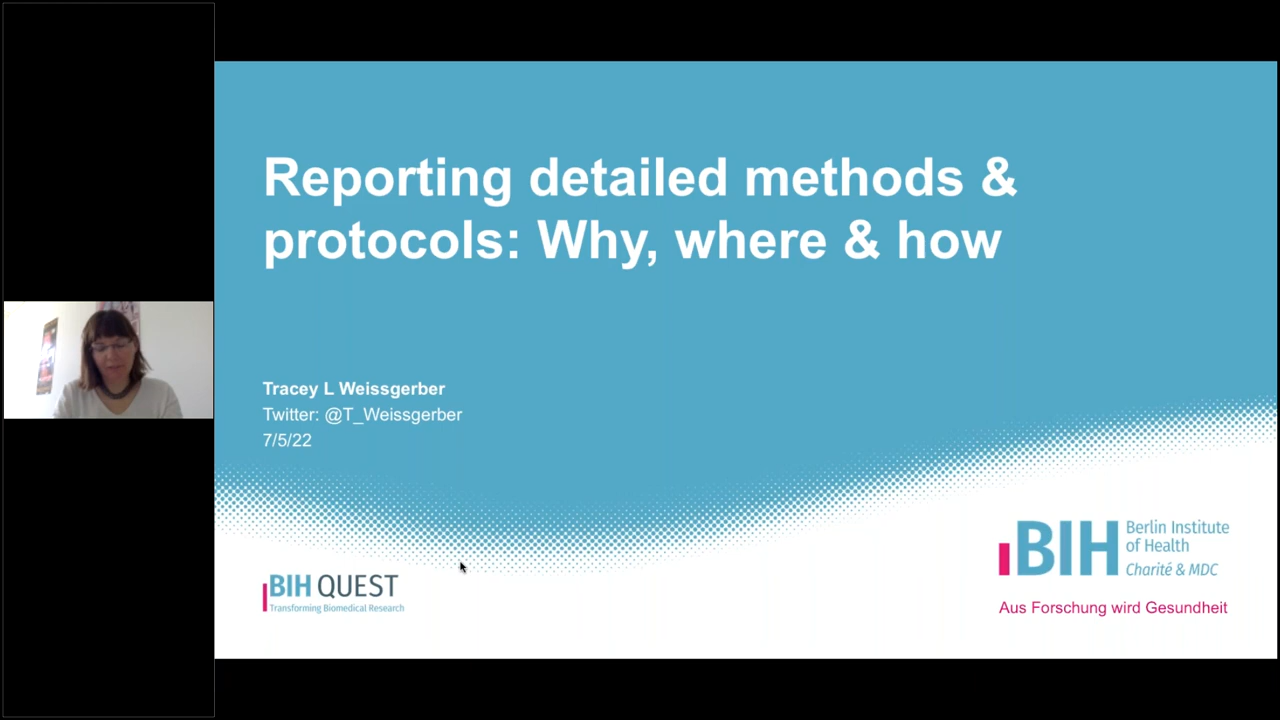 Reporting detailed methods &
protocols: Why, where & how
Tracey L Weissgerber
Twitter: @T_Weissgerber
7/5/22
BIH QUEST
Transforming Biomedical Research
BIH Berlin Institute
of Health
Charité & MDC
Aus Forschung wird Gesundheit